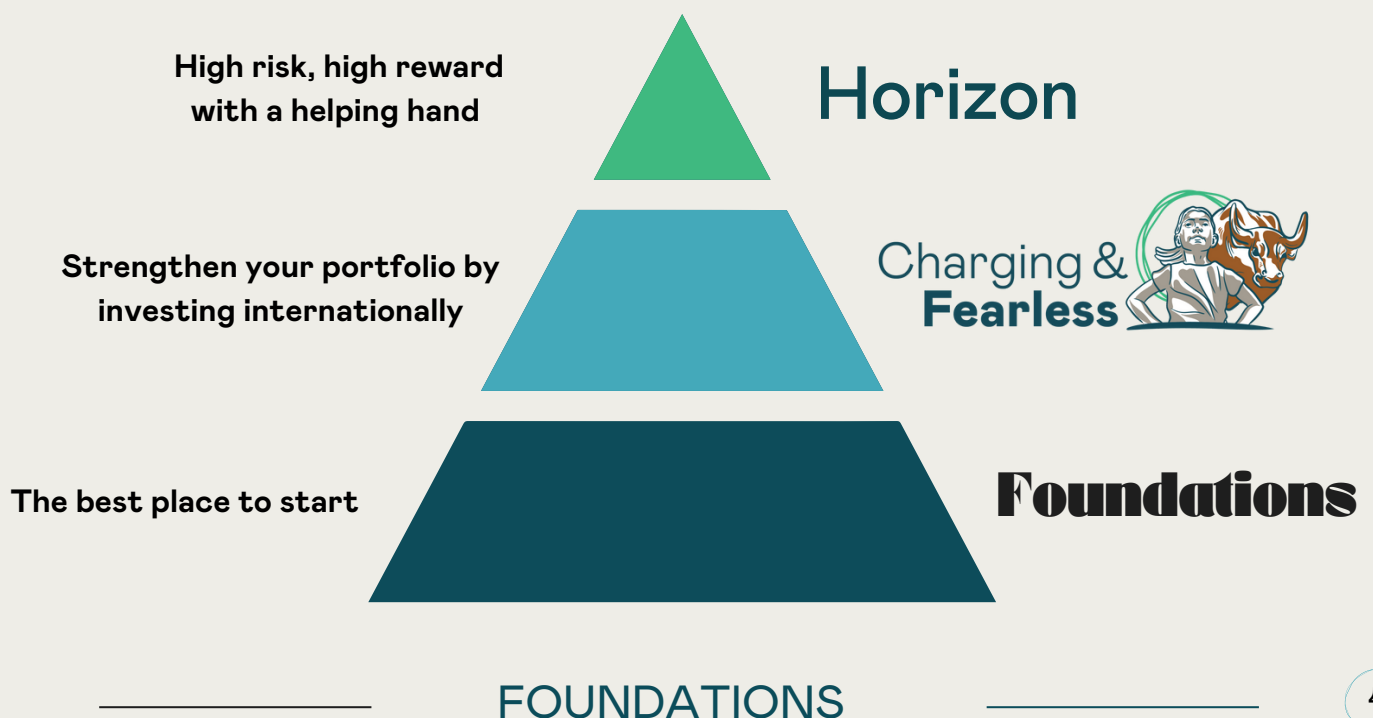 High risk, high reward
with a helping hand
Horizon
Strengthen your portfolio by
investing internationally
Charging &
Fearless
The best place to start
Foundations
FOUNDATIONS